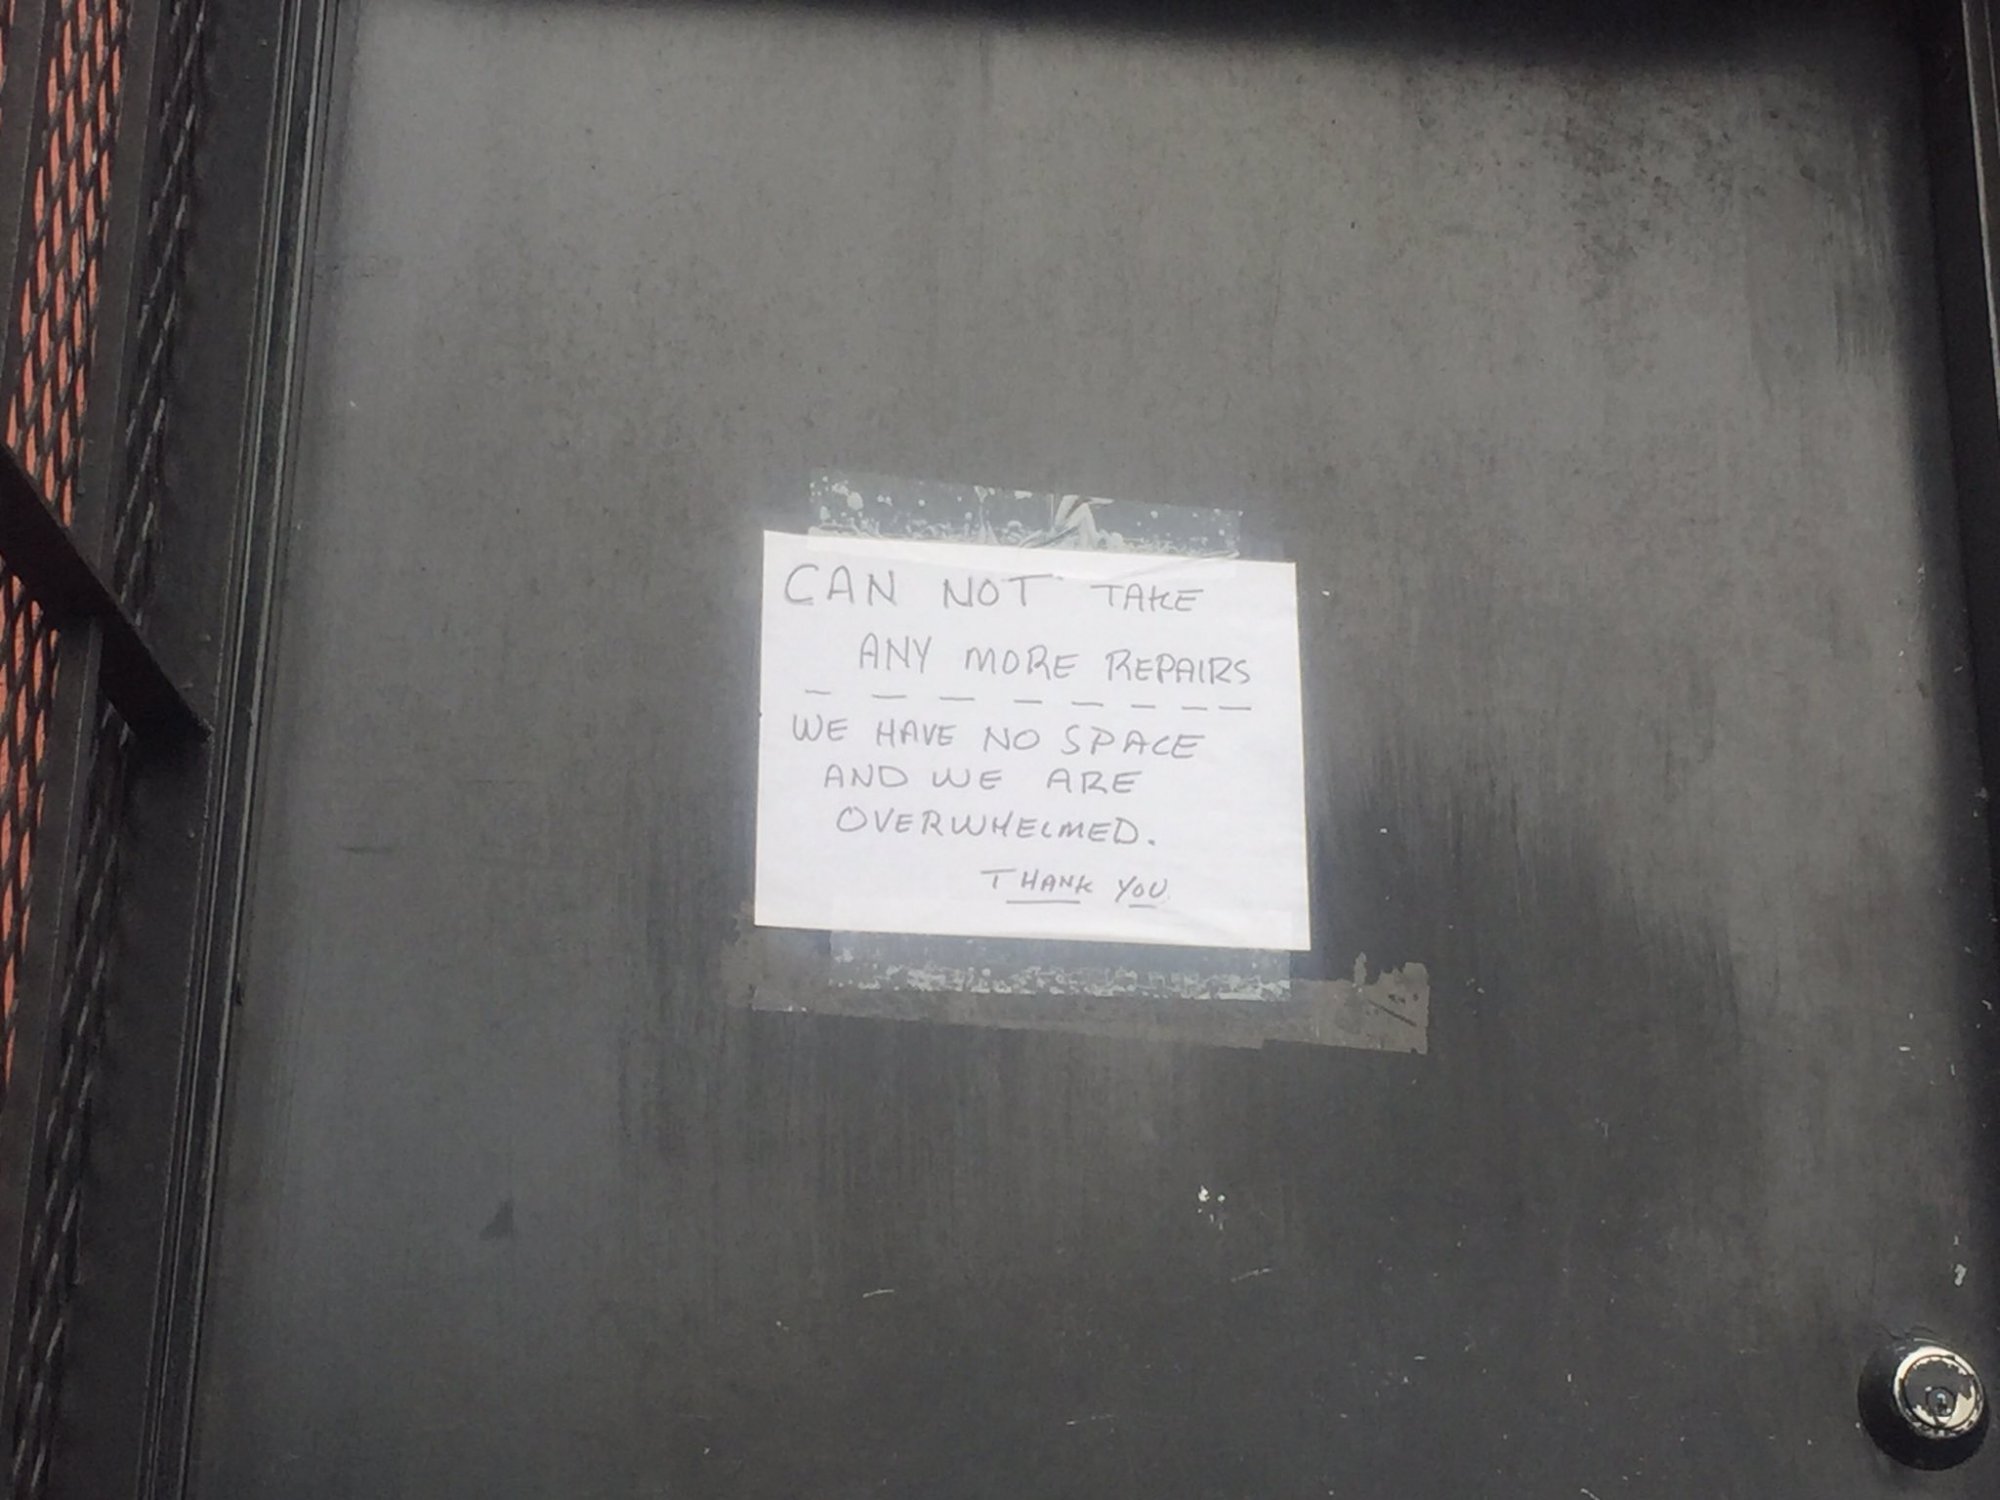 CAN NOT TAKE
ANY MORE REPAIRS
— — — — — — — —
WE HAVE NO SPACE
AND WE ARE
OVERWHELMED.
THANK YOU.